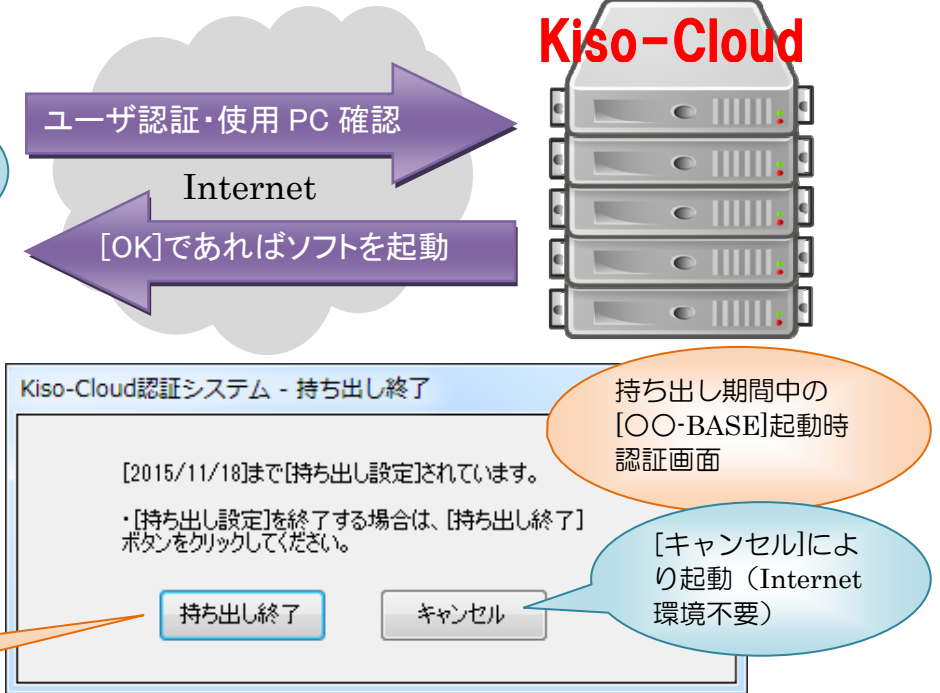 Kiso-Cloud
ユーザ認証・使用 PC 確認
Internet
[OK]であればソフトを起動
Kiso-Cloud認証システム - 持ち出し終了
持ち出し期間中の
[〇〇-BASE]起動時
認証画面
[2015/11/18]まで[持ち出し設定]されています。
・[持ち出し設定]を終了する場合は、[持ち出し終了]
ボタンをクリックしてください。
[キャンセル]によ
り起動（Internet
環境不要）
持ち出し終了
キャンセル